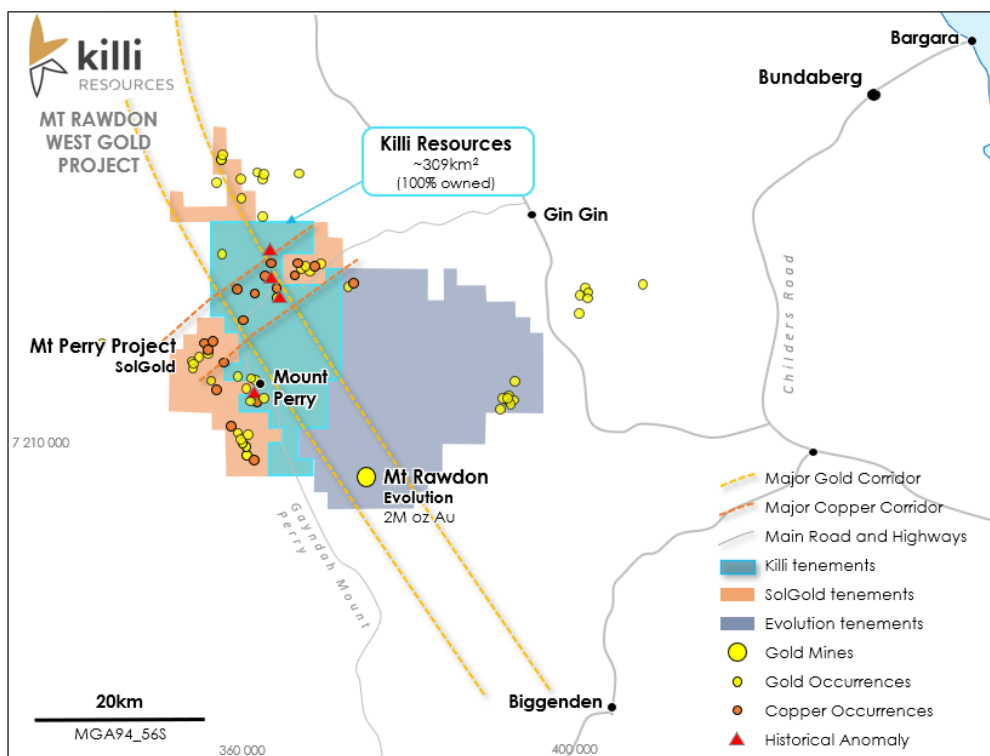 killi
RESOURCES
MT RAWDON
WEST GOLD
PROJECT
Bargara
Bundaberg
Killi Resources
~309km²
(100% owned)
Gin Gin
Childers Road
Mt Perry Project
SolGold
Mount
Perry
7 210 000
Mt Rawdon
Evolution
2M oz Au
Gayndah Mount
Perry
Major Gold Corridor
Major Copper Corridor
Main Road and Highways
Killi tenements
SolGold tenements
Evolution tenements
Gold Mines
Gold Occurrences
Copper Occurrences
Historical Anomaly
Biggenden
20km
MGA94_56S
360 000
400 000